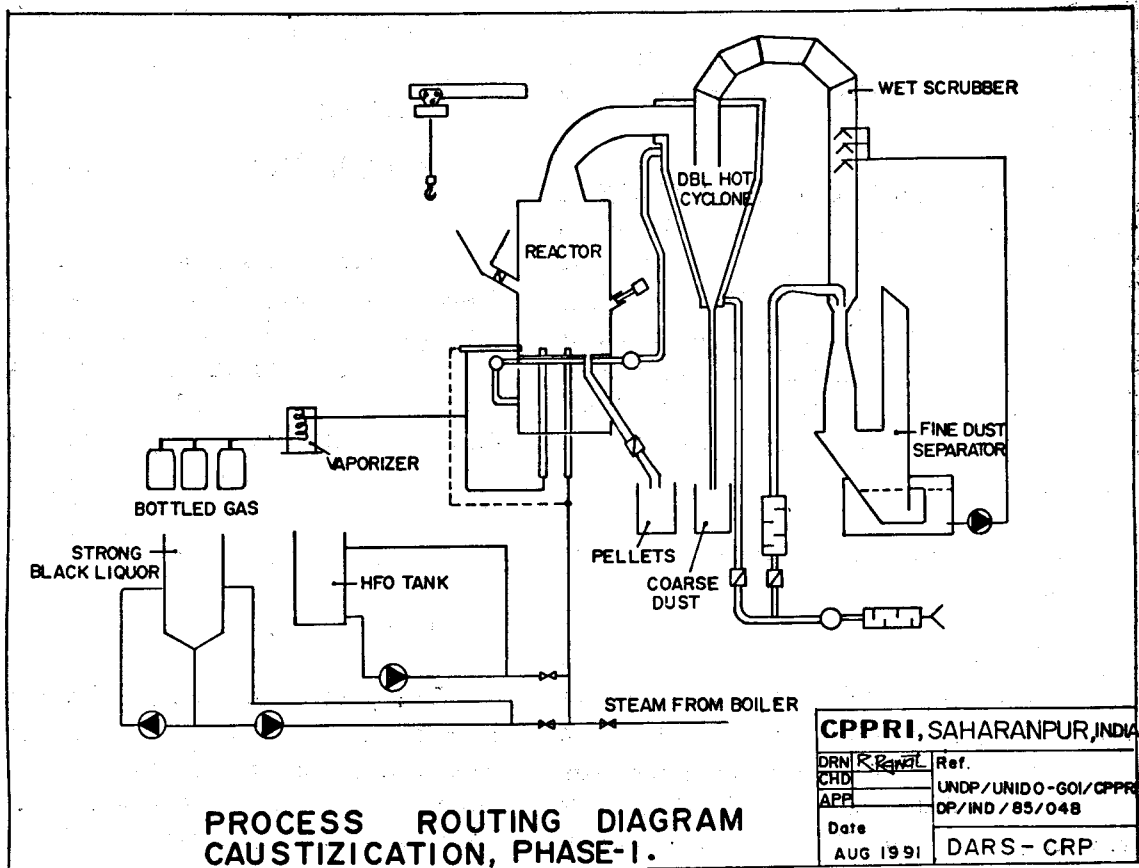 WET SCRUBBER
DBL HOT
CYCLONE
REACTOR
VAPORIZER
BOTTLED GAS
FINE DUST
SEPARATOR
STRONG
BLACK LIQUOR
HFO TANK
PELLETS
COARSE
DUST
STEAM FROM BOILER
PROCESS ROUTING DIAGRAM
CAUSTIZICATION, PHASE-1.
CPPRI, SAHARANPUR, INDIA
DRN R. Rawat
CHD
APP
Ref.
UNDP/UNIDO-GOI/CPPRI
DP/IND/85/048
Date
AUG 1991
DARS-CRP